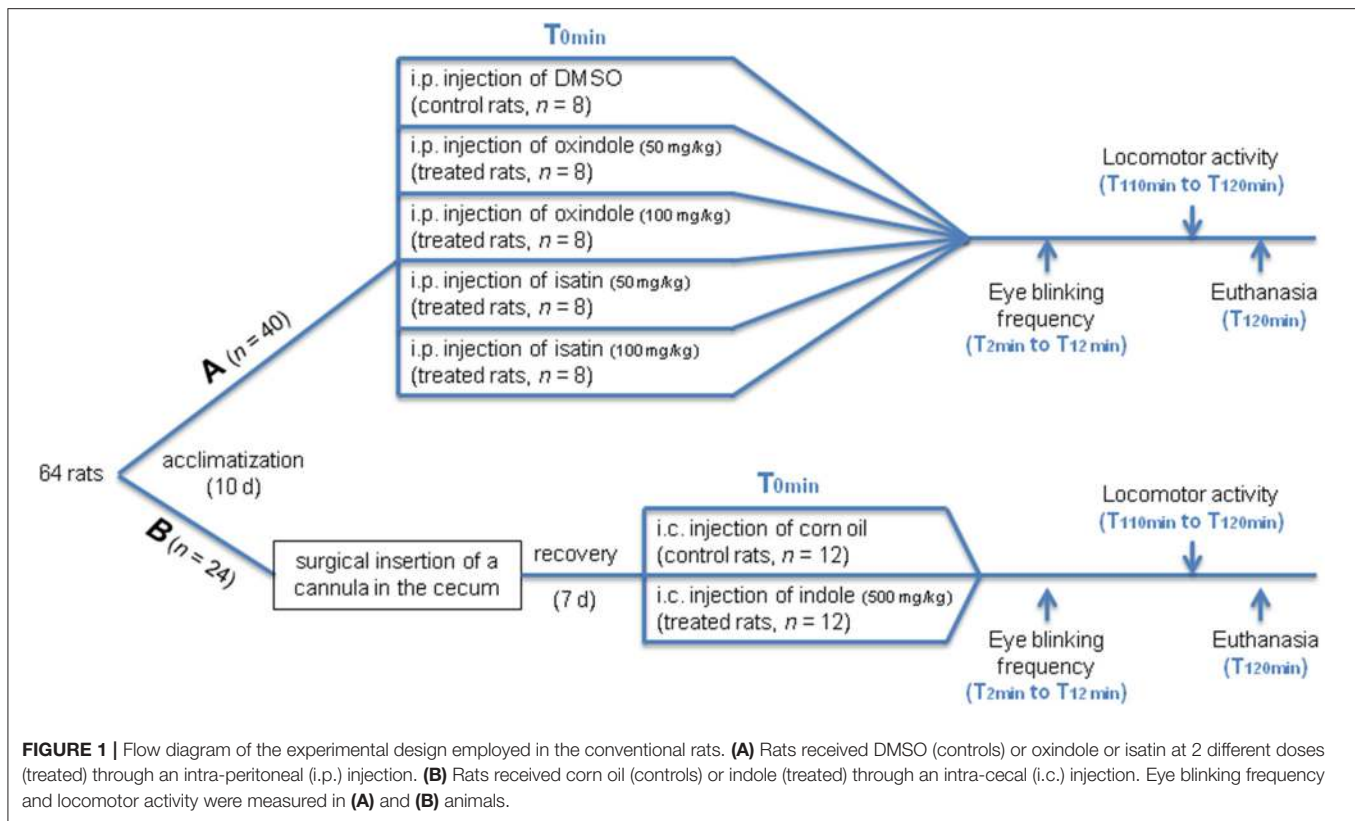 T0min
i.p. injection of DMSO
(control rats, n = 8)
i.p. injection of oxindole (50 mg/kg)
(treated rats, n = 8)
i.p. injection of oxindole (100 mg/kg)
(treated rats, n = 8)
i.p. injection of isatin (50mg/kg)
(treated rats, n = 8)
i.p. injection of isatin (100mg/kg)
(treated rats, n = 8)
Locomotor activity
(T110min to T120min)
Eye blinking
frequency
(T2min to T12min)
Euthanasia
(T120min)
A (n = 40)
64 rats
acclimatization
(10 d)
B (n = 24)
surgical insertion of a
cannula in the cecum
recovery
(7 d)
T0min
i.c. injection of corn oil
(control rats, n = 12)
i.c. injection of indole (500 mg/kg)
(treated rats, n = 12)
Locomotor activity
(T110min to T120min)
Eye blinking
frequency
(T2min to T12min)
Euthanasia
(T120min)
FIGURE 1 | Flow diagram of the experimental design employed in the conventional rats. (A) Rats received DMSO (controls) or oxindole or isatin at 2 different doses
(treated) through an intra-peritoneal (i.p.) injection. (B) Rats received corn oil (controls) or indole (treated) through an intra-cecal (i.c.) injection. Eye blinking frequency
and locomotor activity were measured in (A) and (B) animals.